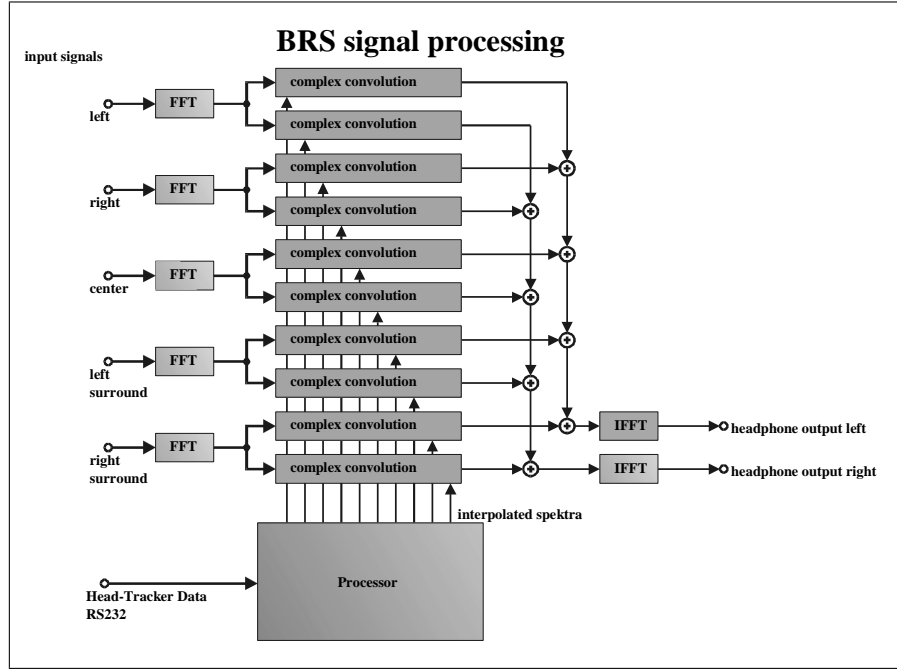 BRS signal processing
input signals
left
FFT
complex convolution
complex convolution
right
FFT
complex convolution
complex convolution
center
FFT
complex convolution
complex convolution
left
surround
FFT
complex convolution
complex convolution
right
surround
FFT
complex convolution
complex convolution
IFFT
headphone output left
IFFT
headphone output right
interpolated spektra
Processor
Head-Tracker Data
RS232